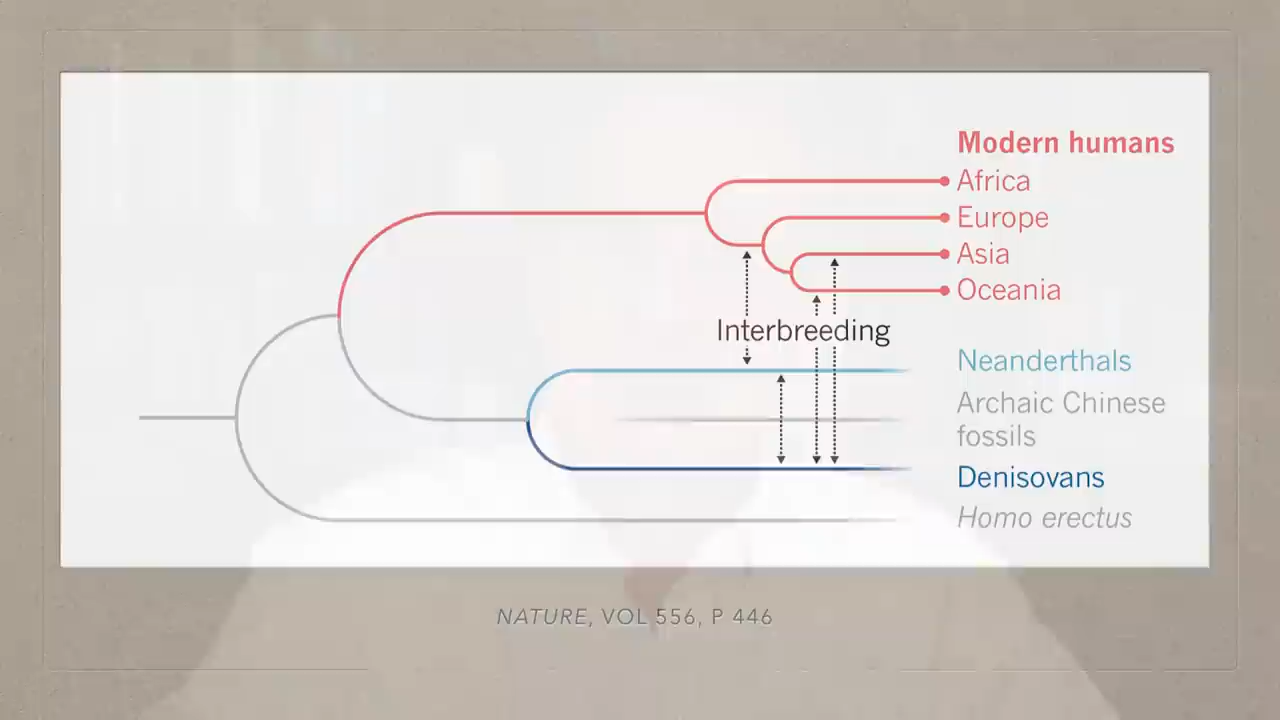 Modern humans
Africa
Europe
Asia
Oceania
Interbreeding
Neanderthals
Archaic Chinese
fossils
Denisovans
Homo erectus
NATURE, VOL 556, P 446